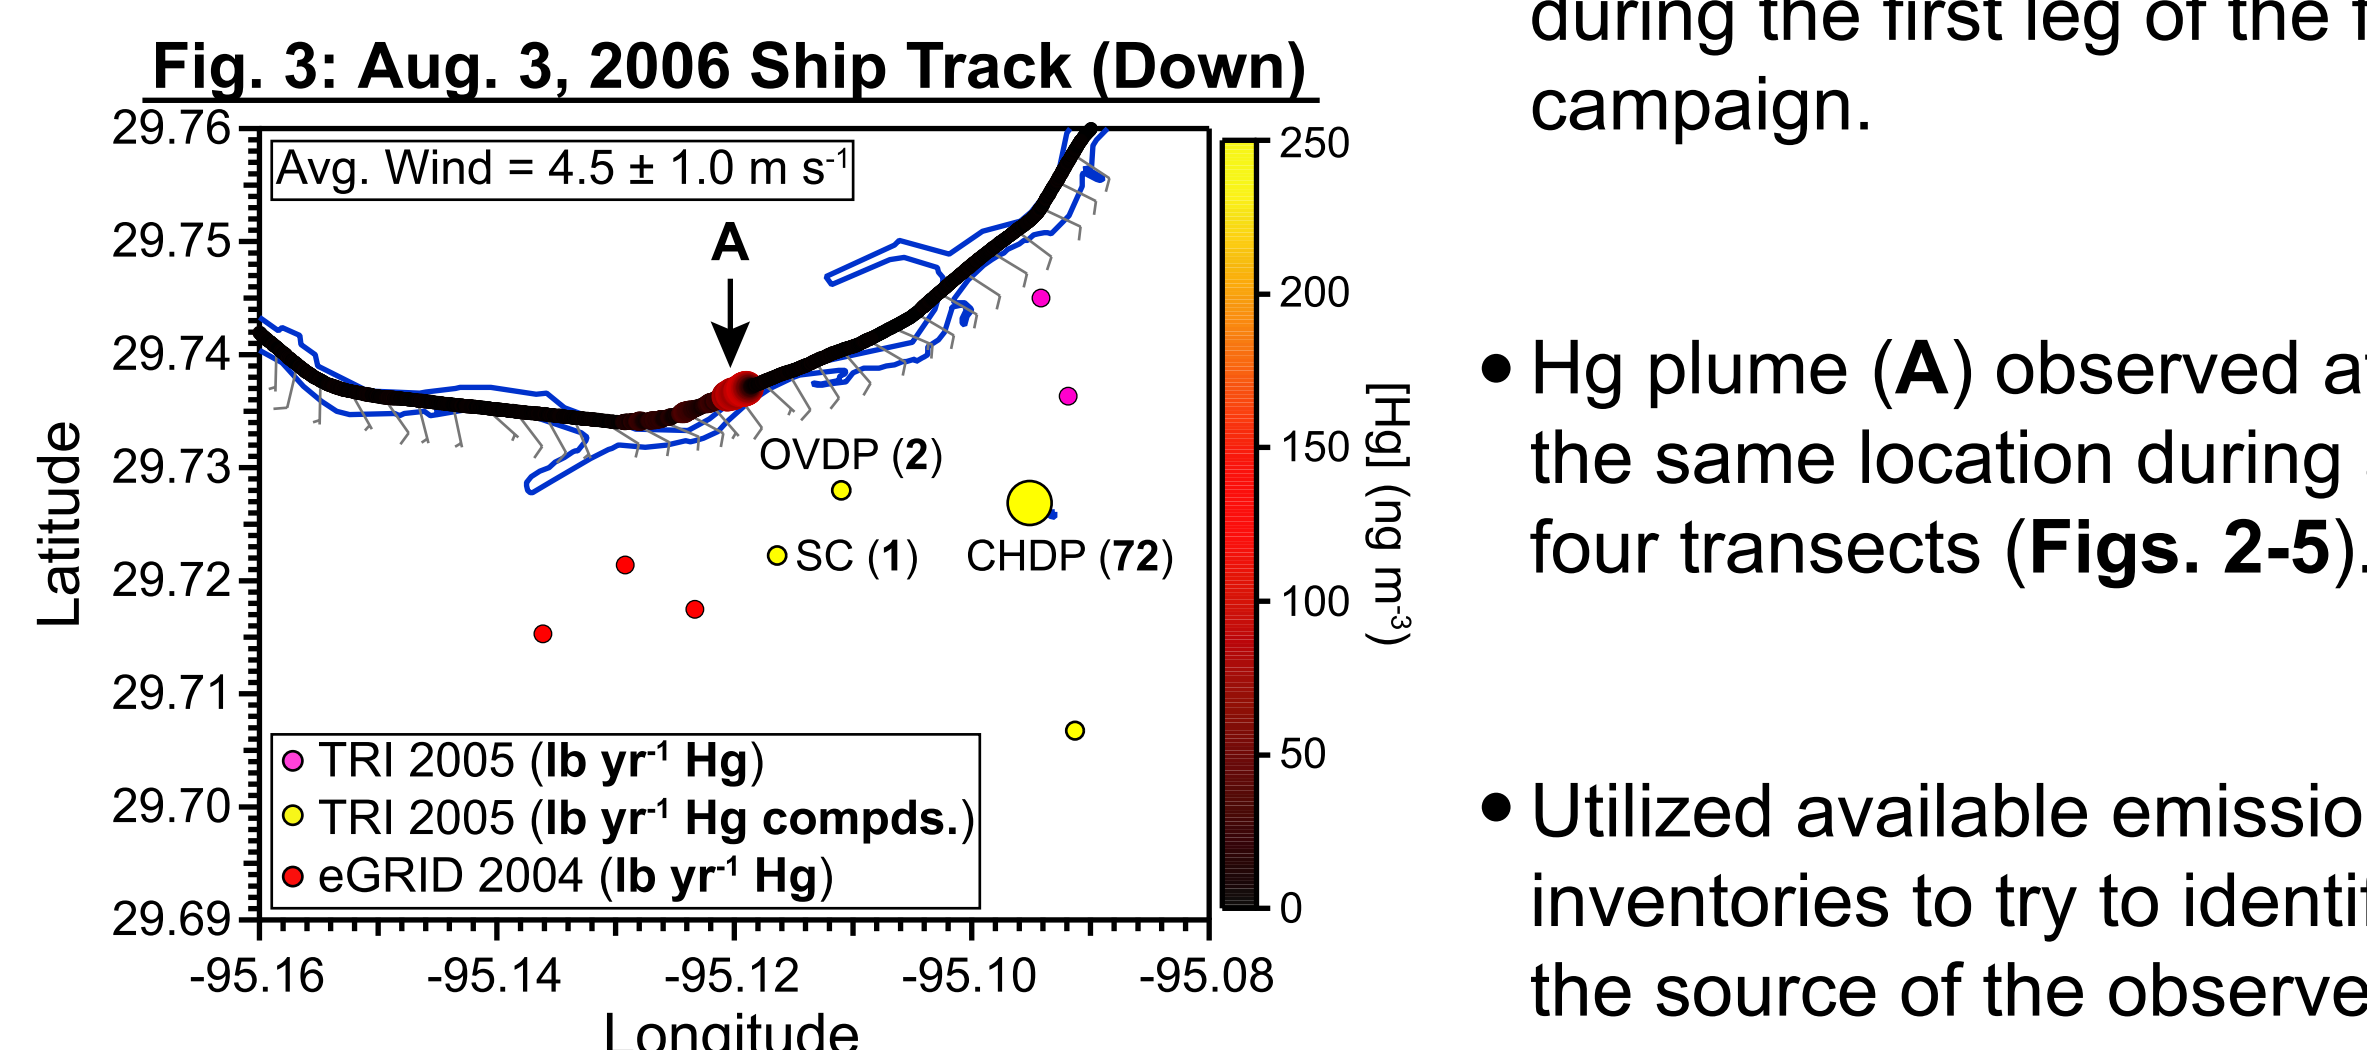 Fig. 3: Aug. 3, 2006 Ship Track (Down)
29.76
29.75
29.74
29.73
29.72
29.71
29.70
29.69
Latitude
Avg. Wind = 4.5 ± 1.0 m s-1
A
OVDP (2)
SC (1)
CHDP (72)
TRI 2005 (lb yr-1 Hg)
TRI 2005 (lb yr-1 Hg compds.)
eGRID 2004 (lb yr-1 Hg)
-95.16
-95.14
-95.12
-95.10
-95.08
Longitude
250
200
150
100
50
0
[Hg] (ng m-3)
during the first leg of the
campaign.
• Hg plume (A) observed
the same location during
four transects (Figs. 2-5).
• Utilized available
inventories to try to
the source of the